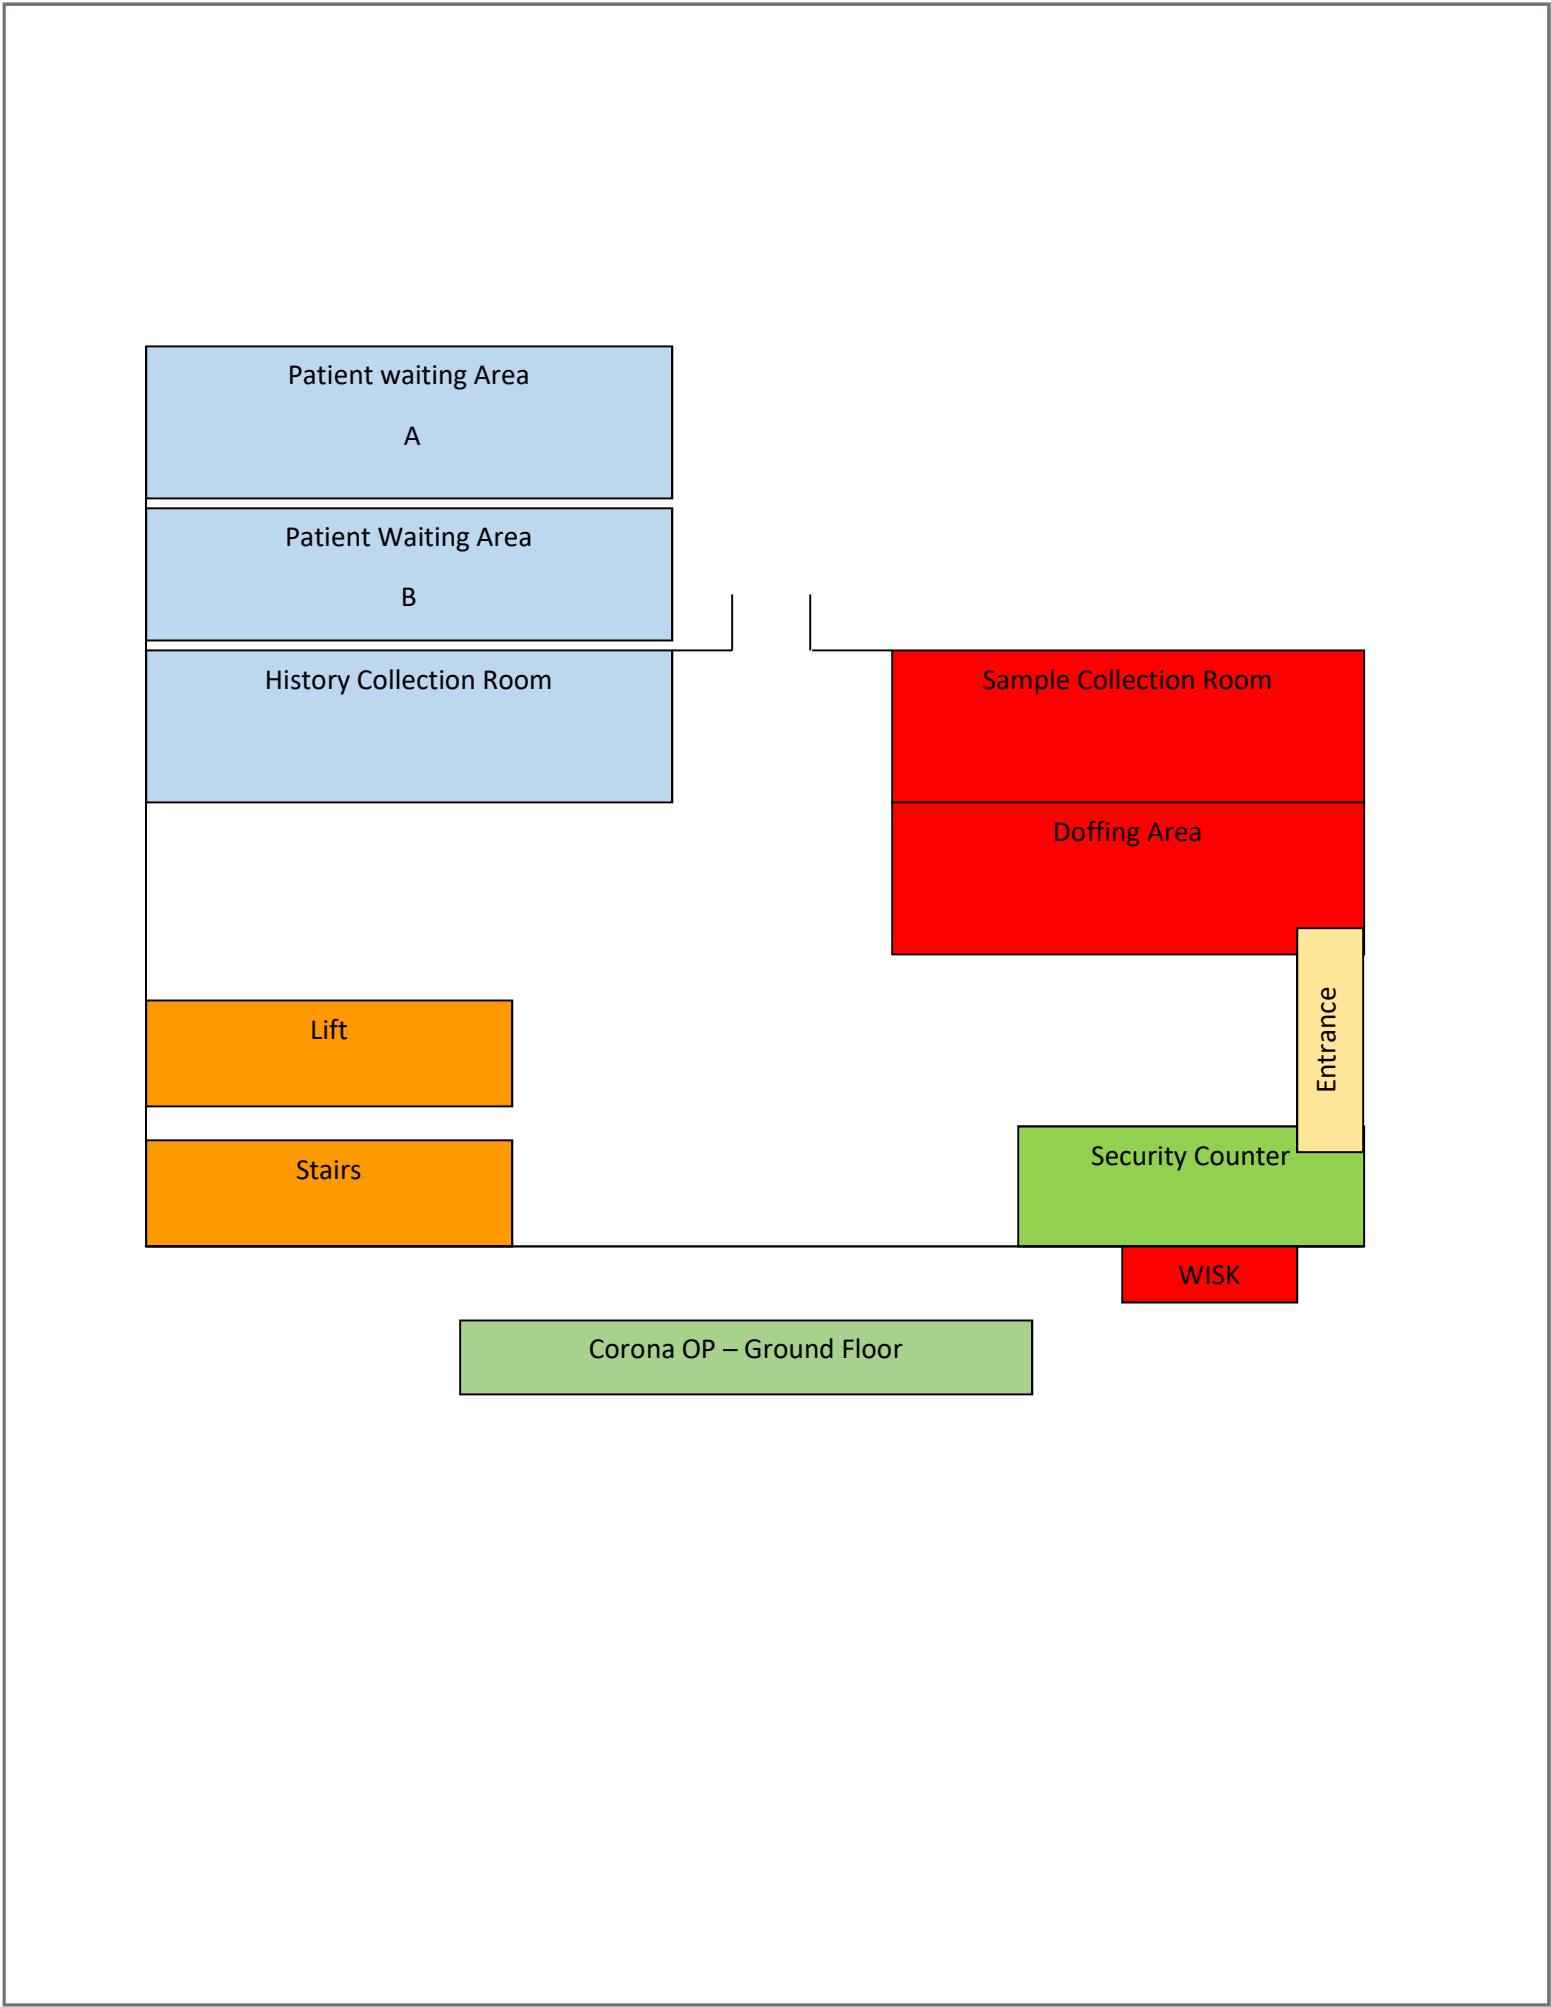 Patient waiting Area
A
Patient Waiting Area
B
History Collection Room
Sample Collection Room
Doffing Area
Entrance
Lift
Stairs
Security Counter
WISK
Corona OP – Ground Floor